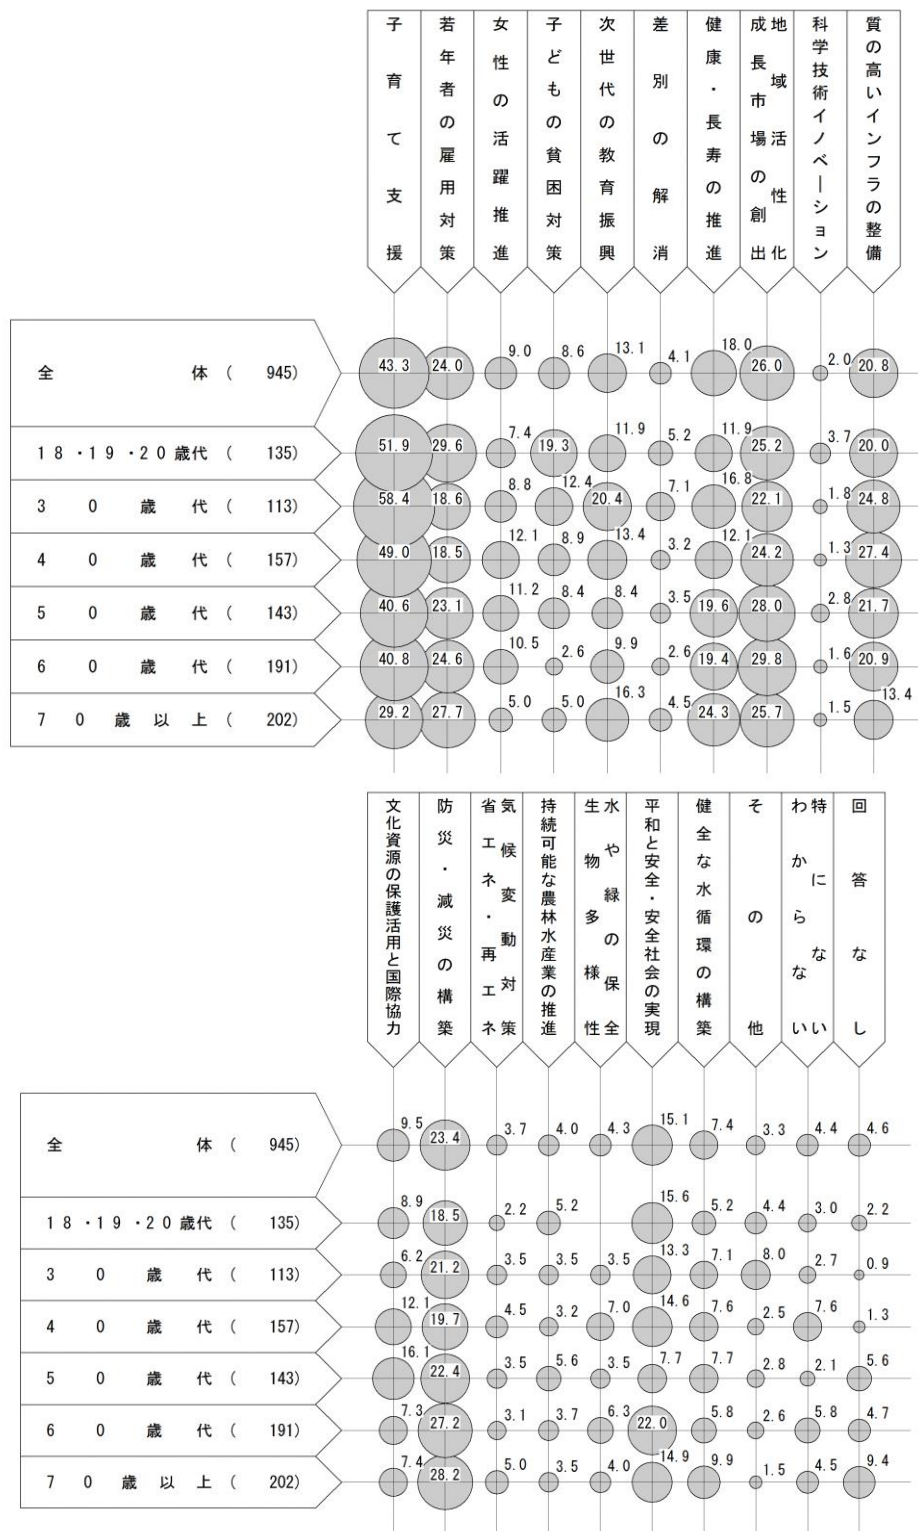 子育て支援
若年者の雇用対策
女性の活躍推進
子どもの貧困対策
次世代の教育振興
差別の解消
健康・長寿の推進
地域活性化
成長市場の創出
科学技術イノベーション
質の高いインフラの整備
全体 ( 945) 43.3 24.0 9.0 8.6 13.1 4.1 18.0 26.0 2.0 20.8
18・19・20歳代 ( 135) 51.9 29.6 7.4 19.3 11.9 5.2 11.9 25.2 3.7 20.0
30歳代 ( 113) 58.4 18.6 8.8 12.4 20.4 7.1 16.8 22.1 1.8 24.8
40歳代 ( 157) 49.0 18.5 12.1 8.9 13.4 3.2 12.1 24.2 1.3 27.4
50歳代 ( 143) 40.6 23.1 11.2 8.4 8.4 3.5 19.6 28.0 2.8 21.7
60歳代 ( 191) 40.8 24.6 10.5 2.6 9.9 2.6 19.4 29.8 1.6 20.9
70歳以上 ( 202) 29.2 27.7 5.0 5.0 16.3 4.5 24.3 25.7 1.5 13.4
文化資源の保護活用と国際協力
防災・減災の構築
気候変動対策
省エネ・再エネ
持続可能な農林水産業の推進
水や緑の保全
生物多様性
平和と安全・安全社会の実現
健全な水循環の構築
その他
特にない
わからない
回答なし
全体 ( 945) 9.5 23.4 3.7 4.0 4.3 15.1 7.4 3.3 4.4 4.6
18・19・20歳代 ( 135) 8.9 18.5 2.2 5.2 15.6 5.2 4.4 3.0 2.2
30歳代 ( 113) 6.2 21.2 3.5 3.5 3.5 13.3 7.1 8.0 2.7 0.9
40歳代 ( 157) 12.1 19.7 4.5 3.2 7.0 14.6 7.6 2.5 7.6 1.3
50歳代 ( 143) 16.1 22.4 3.5 5.6 3.5 7.7 7.7 2.8 2.1 5.6
60歳代 ( 191) 7.3 27.2 3.1 3.7 6.3 22.0 5.8 2.6 5.8 4.7
70歳以上 ( 202) 7.4 28.2 5.0 3.5 4.0 14.9 9.9 1.5 4.5 9.4